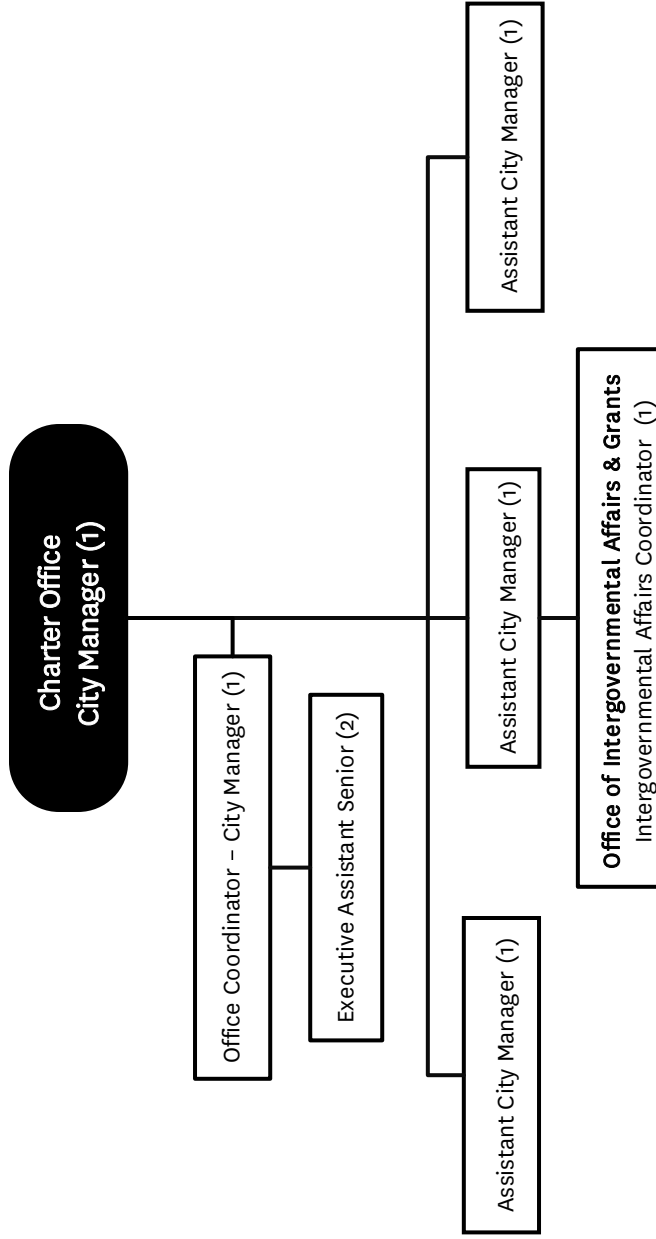 Charter Office
City Manager (1)
Office Coordinator – City Manager (1)
Executive Assistant Senior (2)
Assistant City Manager (1)
Assistant City Manager (1)
Assistant City Manager (1)
Office of Intergovernmental Affairs & Grants
Intergovernmental Affairs Coordinator (1)